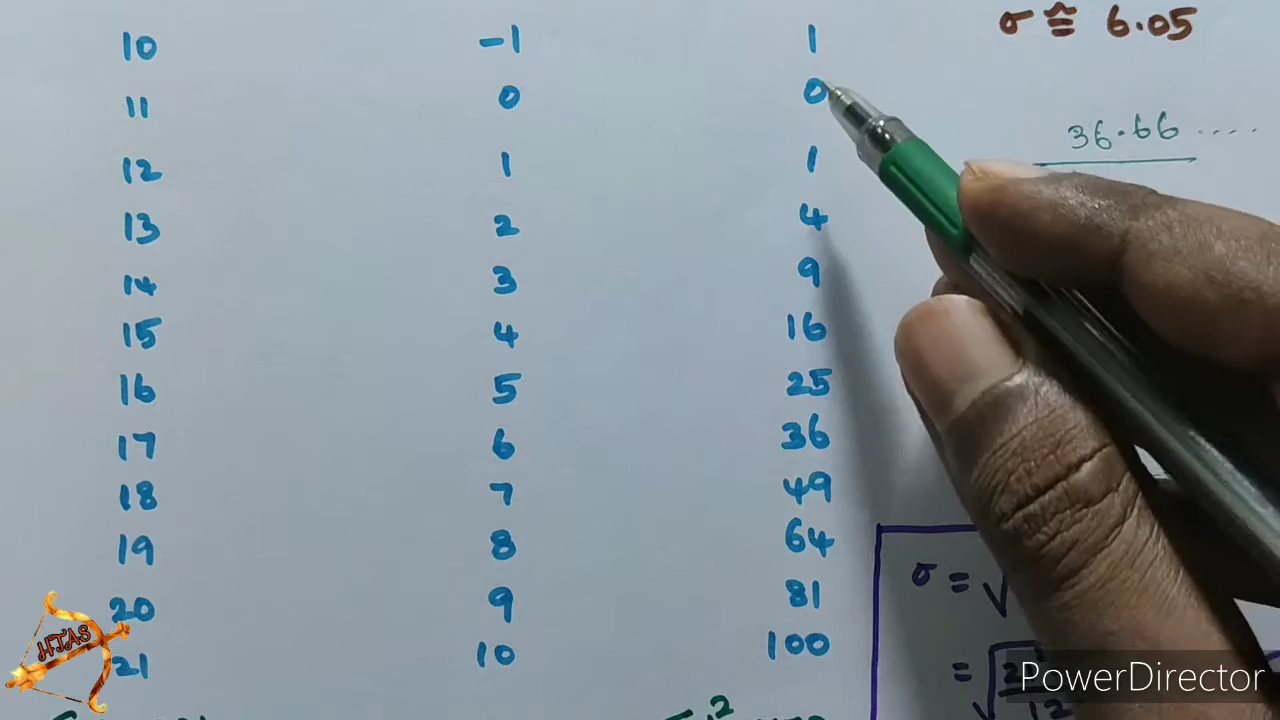 10 -1 1 σ ≅ 6.05
11 0 0
36.66 ....
12 1 1
13 2 4
14 3 9
15 4 16
16 5 25
17 6 36
18 7 49
19 8 64
σ = √
20 9 81
21 10 100
= √
12
HTAS
PowerDirector